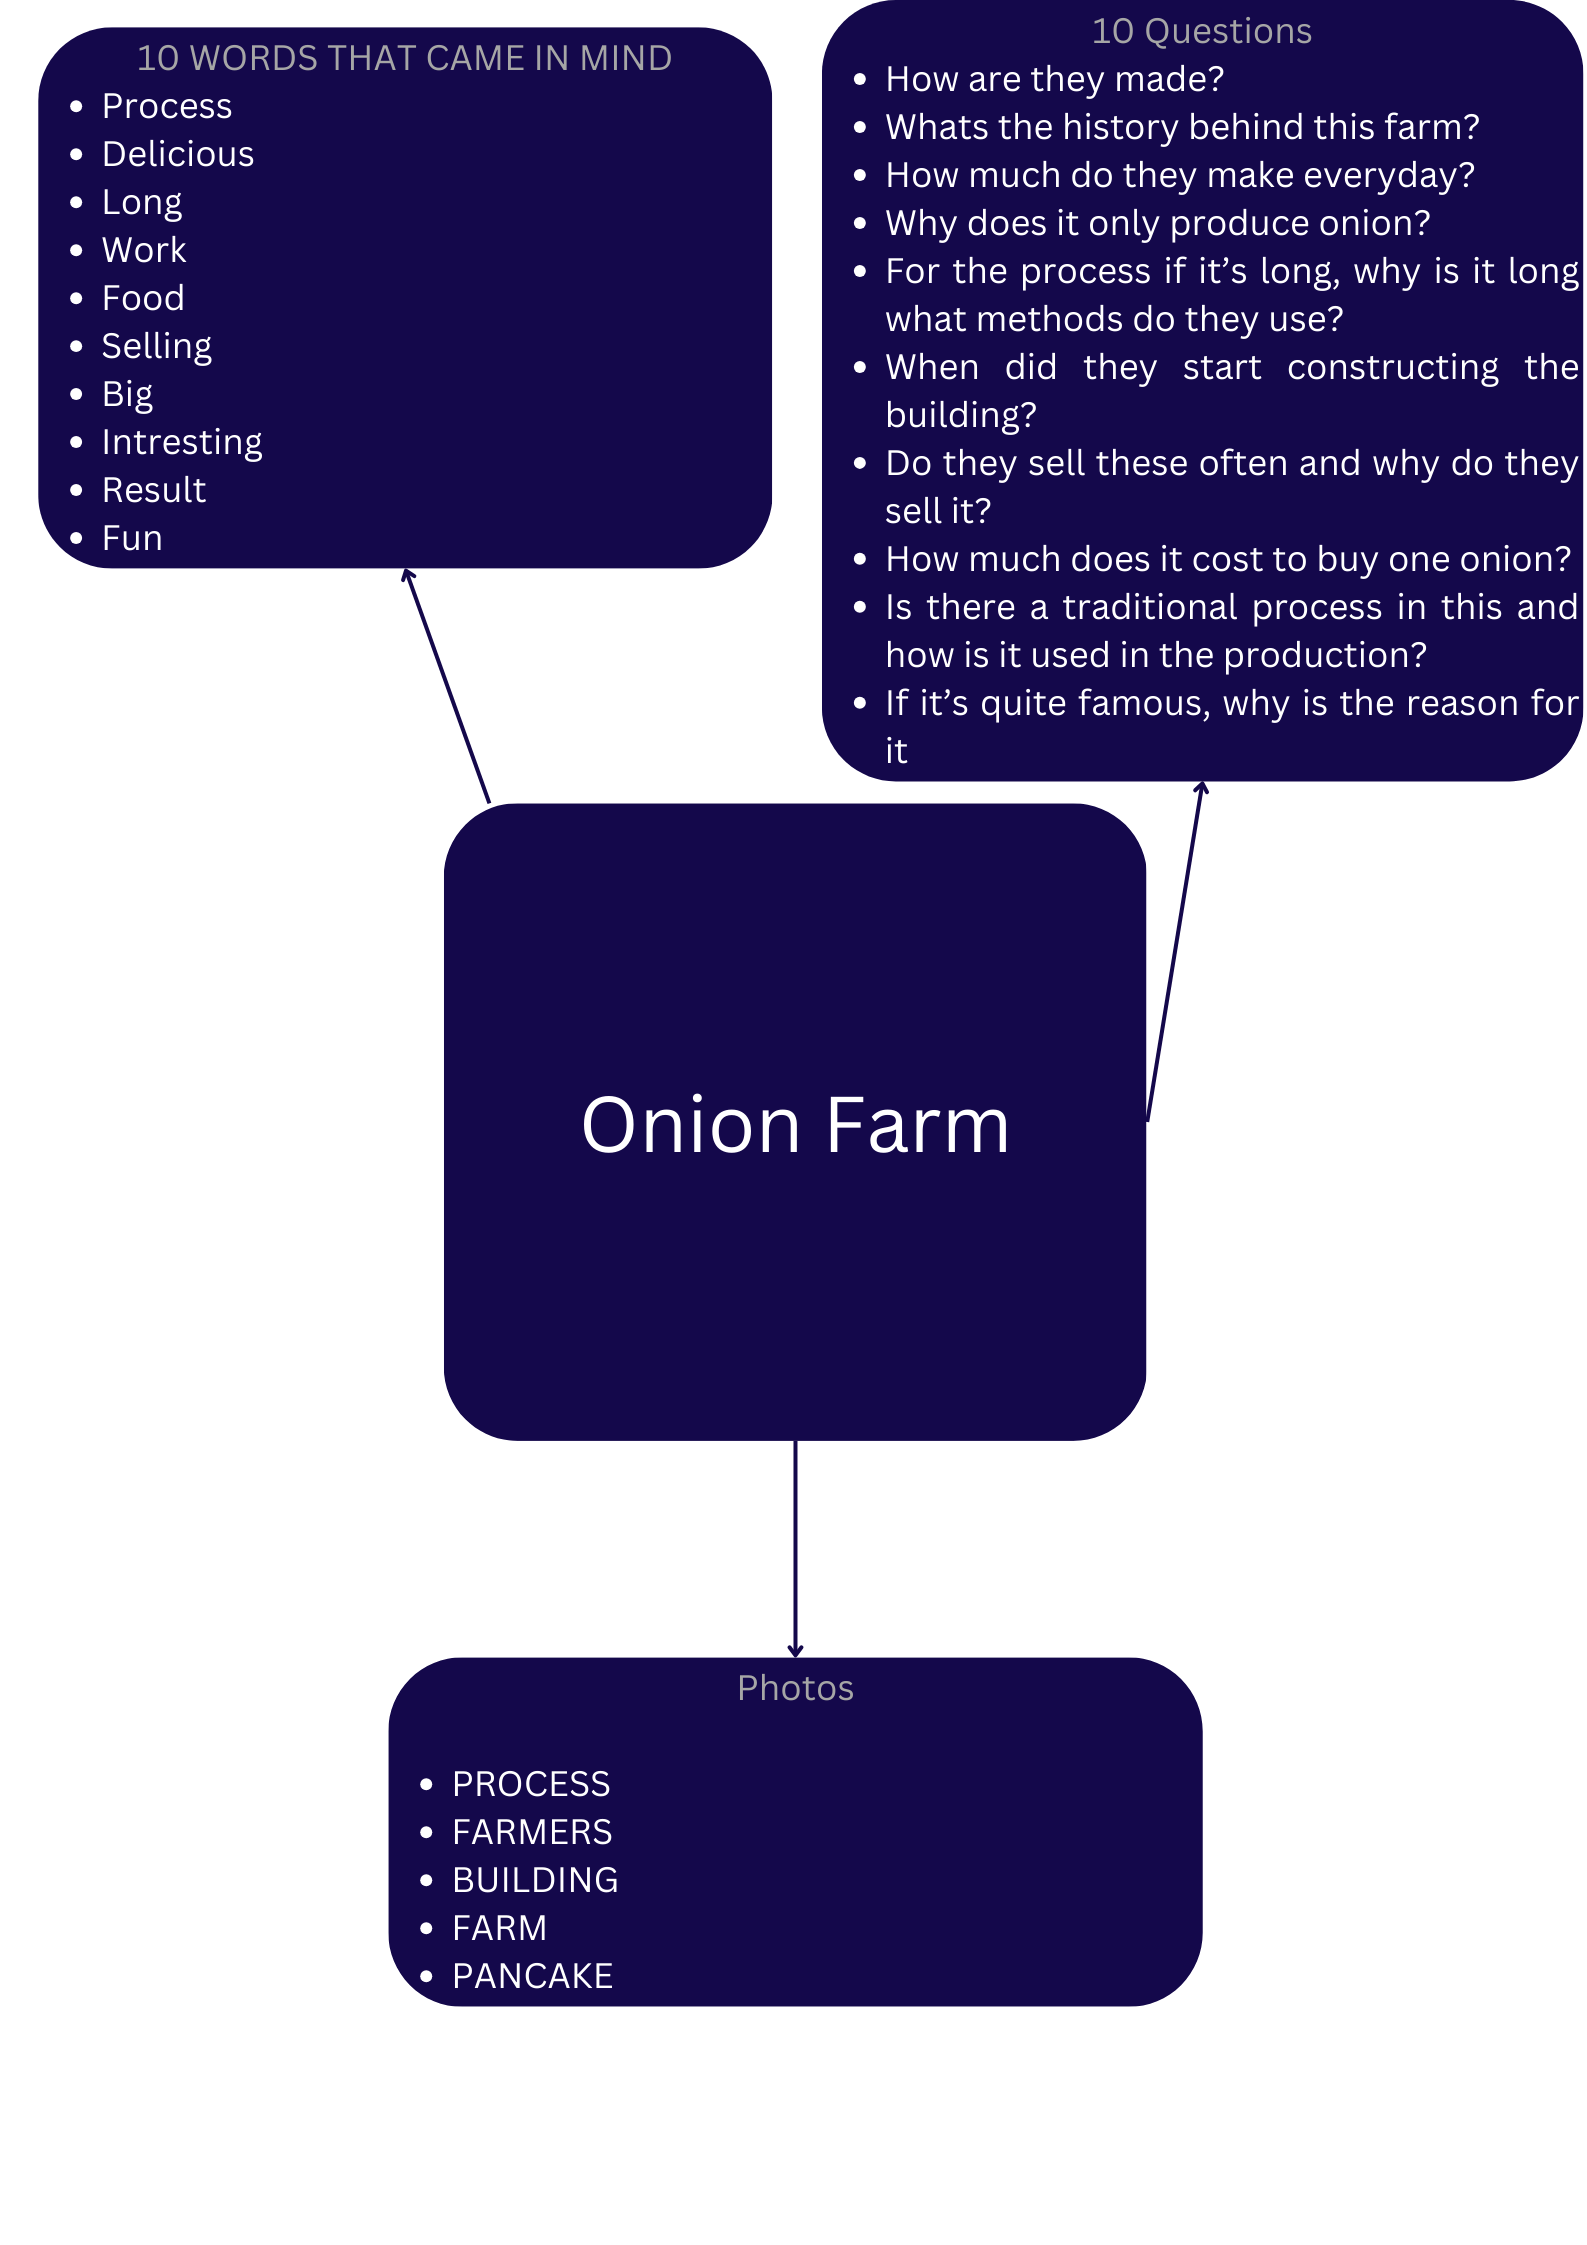 10 WORDS THAT CAME IN MIND
Process
Delicious
Long
Work
Food
Selling
Big
Intresting
Result
Fun
10 Questions
How are they made?
Whats the history behind this farm?
How much do they make everyday?
Why does it only produce onion?
For the process if it’s long, why is it long
what methods do they use?
When did they start constructing the
building?
Do they sell these often and why do they
sell it?
How much does it cost to buy one onion?
Is there a traditional process in this and
how is it used in the production?
If it’s quite famous, why is the reason for
it
Onion Farm
Photos
PROCESS
FARMERS
BUILDING
FARM
PANCAKE